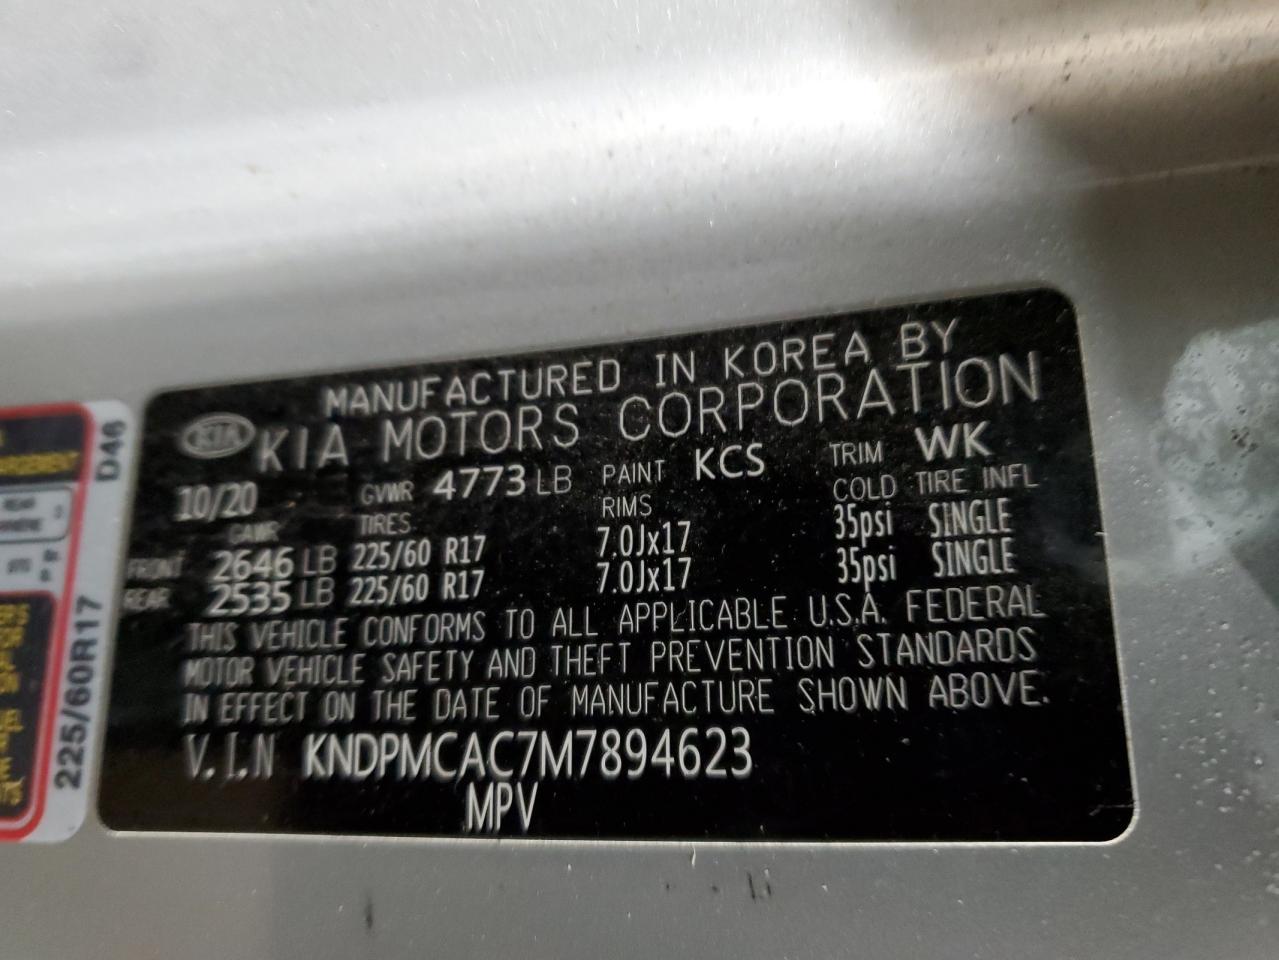 MANUFACTURED IN KOREA BY
KIA KIA MOTORS CORPORATION
10/20 GVWR 4773 LB PAINT KCS TRIM WK
GAWR TIRES RIMS COLD TIRE INFL
FRONT 2646 LB 225/60 R17 7.0Jx17 35psi SINGLE
REAR 2535 LB 225/60 R17 7.0Jx17 35psi SINGLE
THIS VEHICLE CONFORMS TO ALL APPLICABLE U.S.A. FEDERAL
MOTOR VEHICLE SAFETY AND THEFT PREVENTION STANDARDS
IN EFFECT ON THE DATE OF MANUFACTURE SHOWN ABOVE.
V.I.N KNDPMCAC7M7894623
MPV
D46
225/60R17
REAR